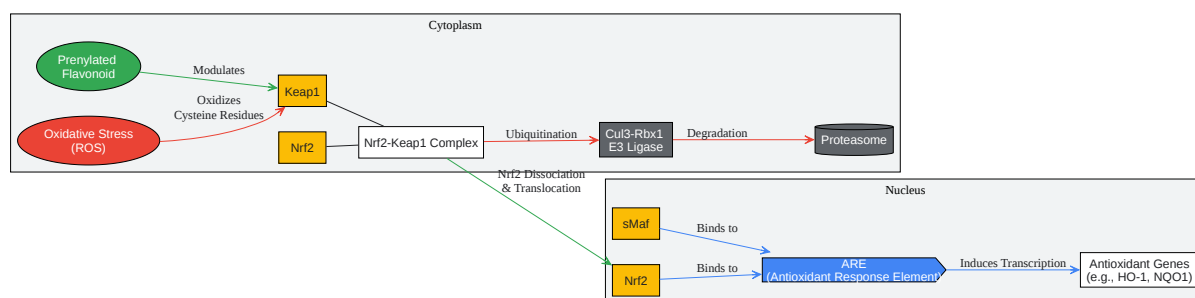 Cytoplasm
Prenylated
Flavonoid
Modulates
Keap1
Oxidizes
Cysteine Residues
Oxidative Stress
(ROS)
Nrf2
Nrf2-Keap1 Complex
Ubiquitination
Cul3-Rbx1
E3 Ligase
Degradation
Proteasome
Nrf2 Dissociation
& Translocation
Nucleus
sMaf
Binds to
Nrf2
Binds to
ARE
(Antioxidant Response Element)
Induces Transcription
Antioxidant Genes
(e.g., HO-1, NQO1)